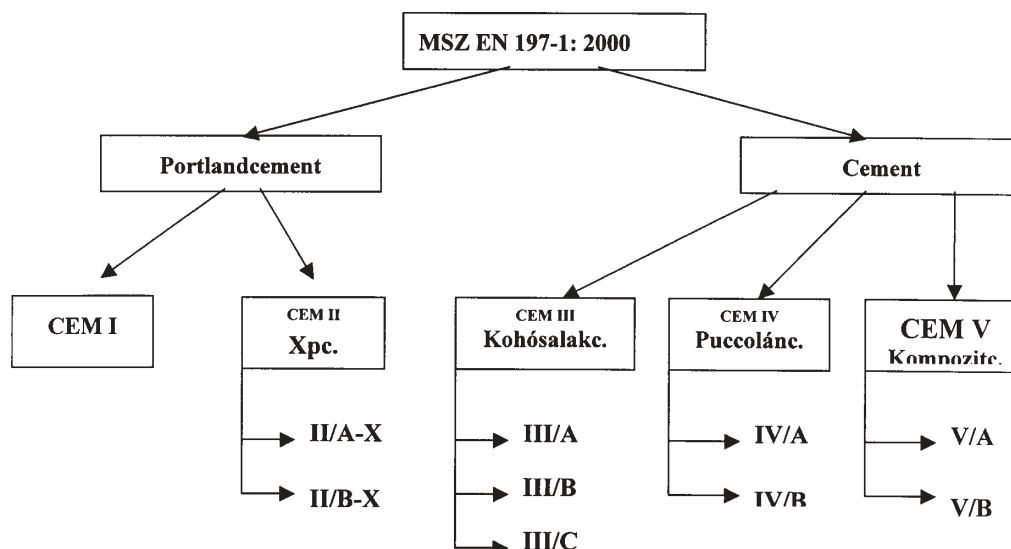 MSZ EN 197-1: 2000
Portlandcement
Cement
CEM I
CEM II
Xpc.
CEM III
Kohósalakc.
CEM IV
Puccolánc.
CEM V
Kompozitc.
II/A-X
II/B-X
III/A
III/B
III/C
IV/A
IV/B
V/A
V/B